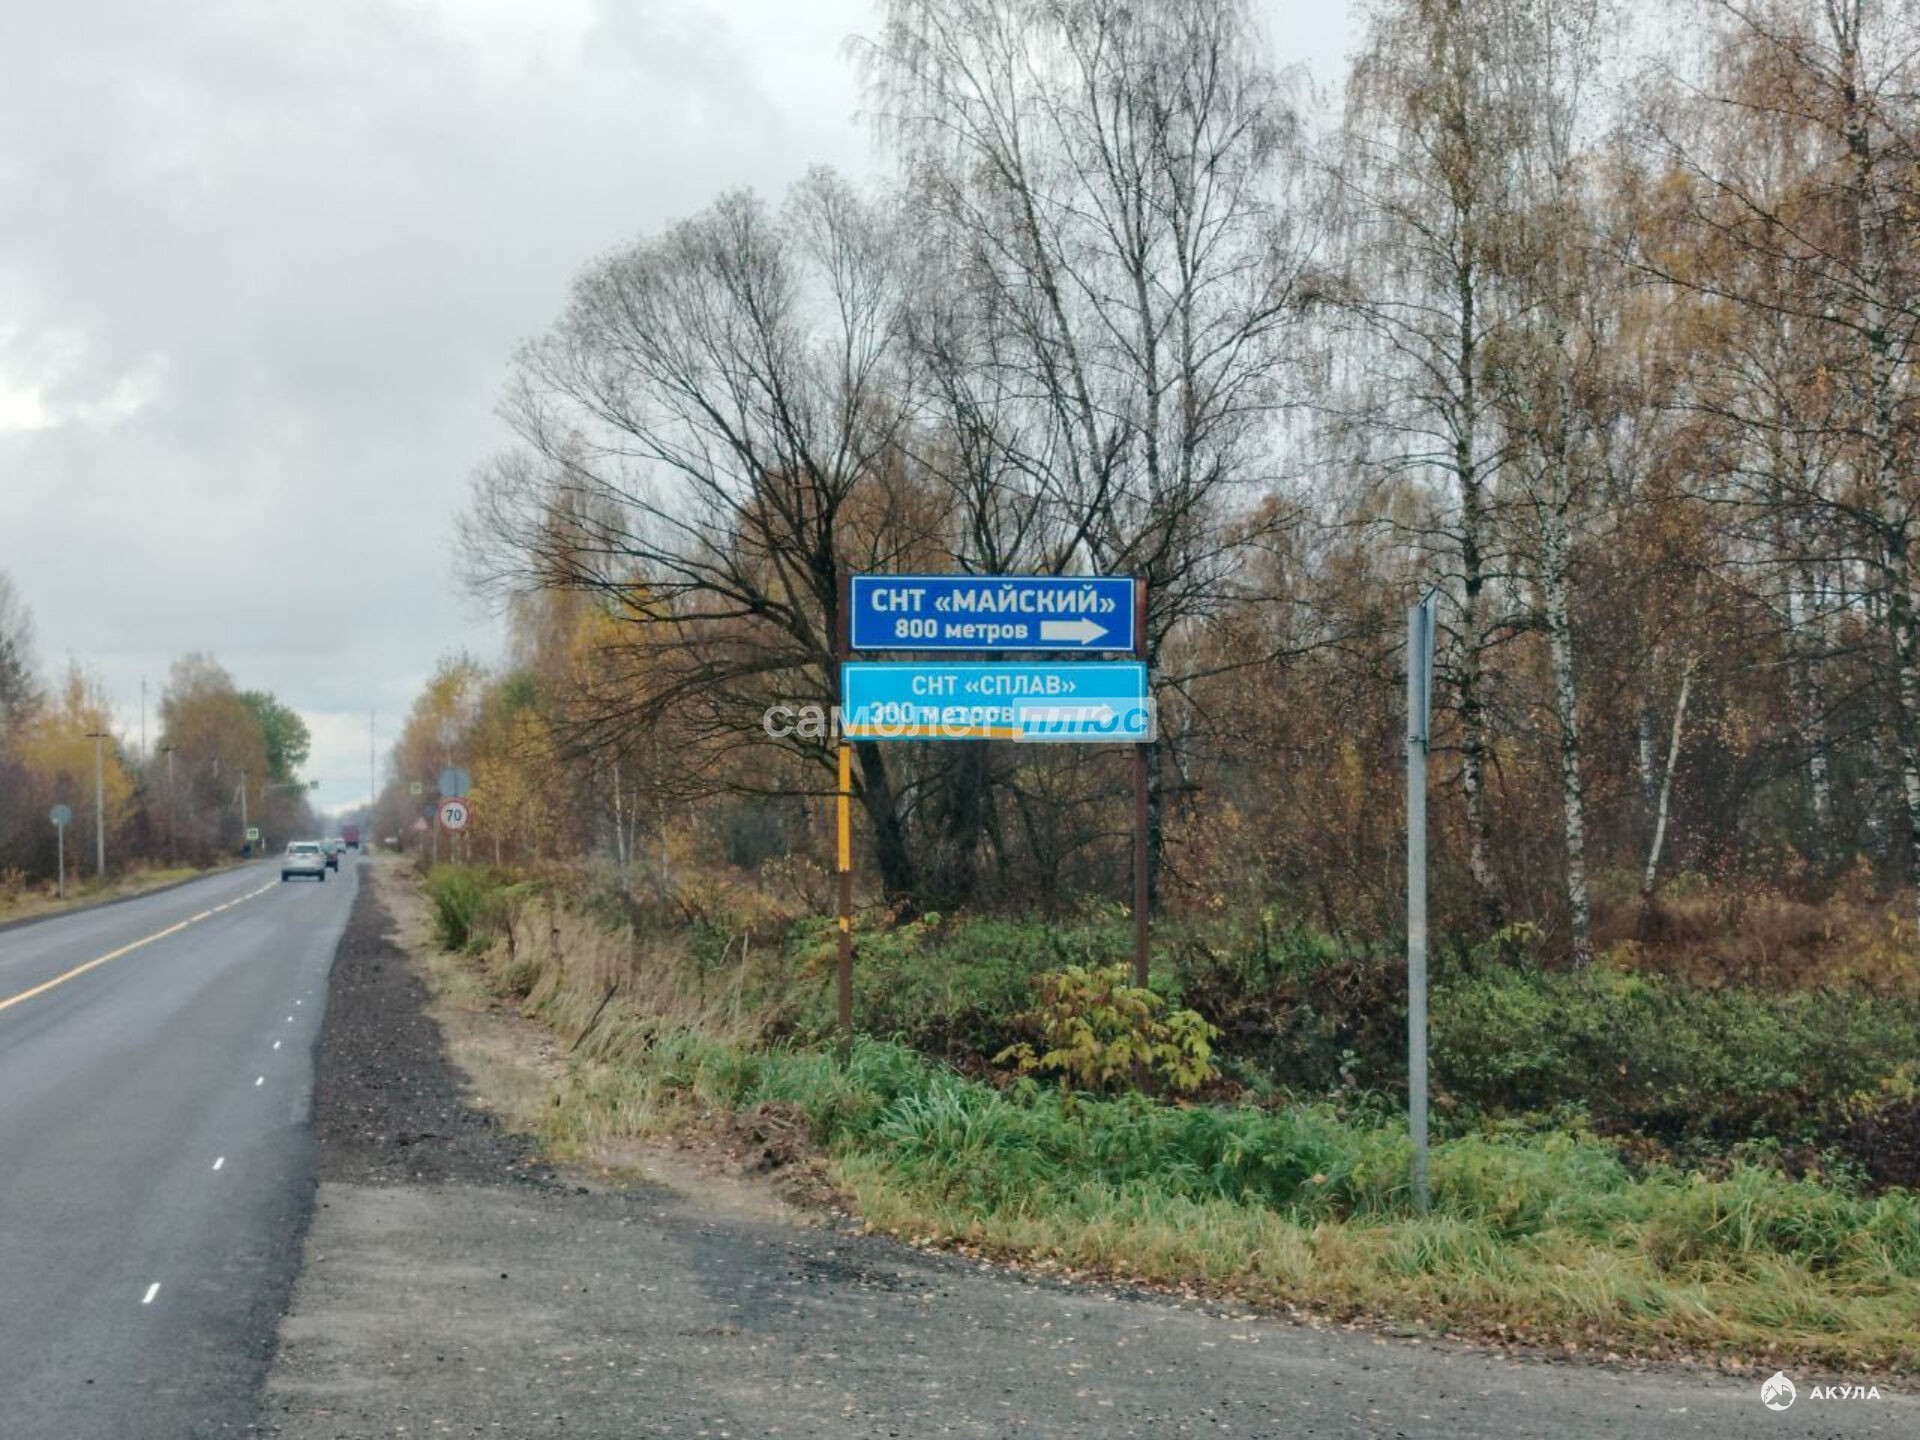 СНТ «МАЙСКИЙ»
800 метров
СНТ «СПЛАВ»
300 метров
самолет плюс
70
АКУЛА